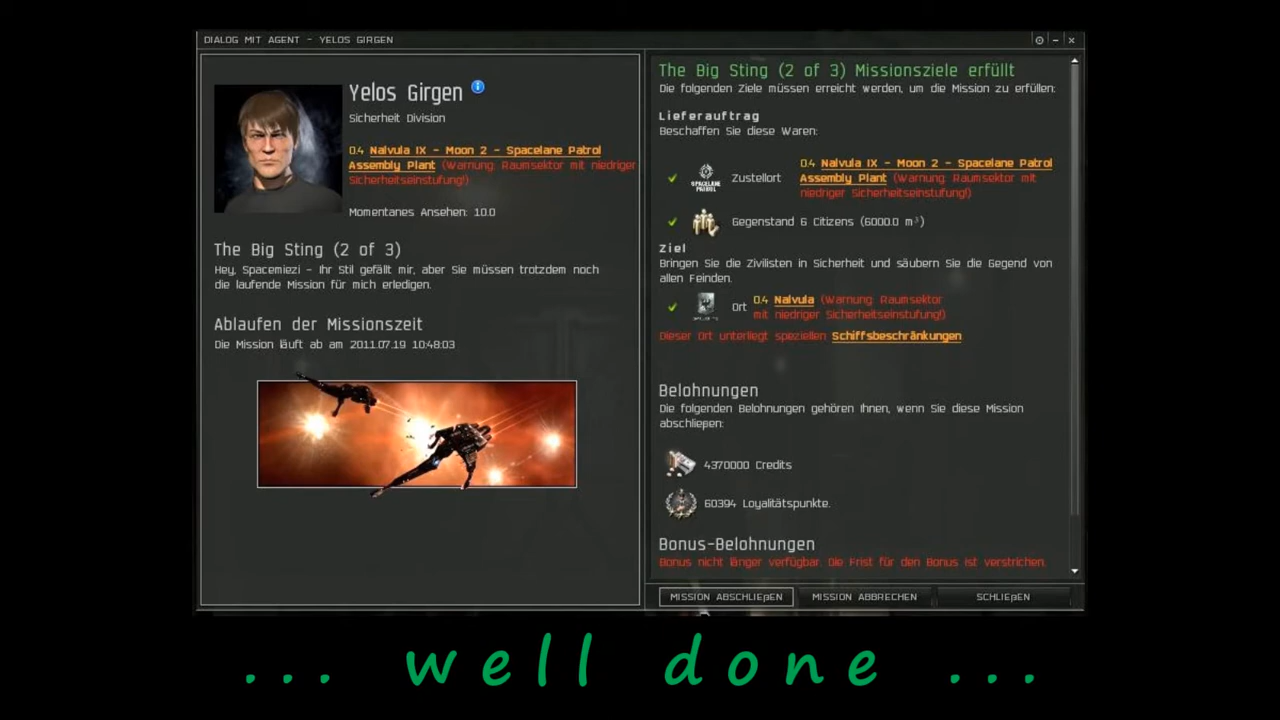 DIALOG MIT AGENT - YELOS GIRGEN
Yelos Girgen
Sicherheit Division
0.4 Nalvula IX - Moon 2 - Spacelane Patrol
Assembly Plant (Warnung: Raumsektor mit niedriger
Sicherheitseinstufung!)
Momentanes Ansehen: 10.0
The Big Sting (2 of 3)
Hey, Spacemiezi - Ihr Stil gefällt mir, aber Sie müssen trotzdem noch
die laufende Mission für mich erledigen.
Ablaufen der Missionszeit
Die Mission läuft ab am 2011.07.19 10:48:03
The Big Sting (2 of 3) Missionsziele erfüllt
Die folgenden Ziele müssen erreicht werden, um die Mission zu erfüllen:
Lieferauftrag
Beschaffen Sie diese Waren:
SPACELANE
PATROL
Zustellort
0.4 Nalvula IX - Moon 2 - Spacelane Patrol
Assembly Plant (Warnung: Raumsektor mit
niedriger Sicherheitseinstufung!)
Gegenstand 6 Citizens (6000.0 m³)
Ziel
Bringen Sie die Zivilisten in Sicherheit und säubern Sie die Gegend von
allen Feinden.
Ort 0.4 Nalvula (Warnung: Raumsektor
mit niedriger Sicherheitseinstufung!)
Dieser Ort unterliegt speziellen Schiffsbeschränkungen
Belohnungen
Die folgenden Belohnungen gehören Ihnen, wenn Sie diese Mission
abschließen:
4370000 Credits
60394 Loyalitätspunkte.
Bonus-Belohnungen
Bonus nicht länger verfügbar. Die Frist für den Bonus ist verstrichen.
MISSION ABSCHLIEßEN
MISSION ABBRECHEN
SCHLIEßEN
... well done ...